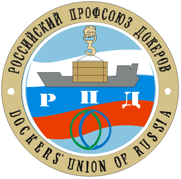 РОССИЙСКИЙ ПРОФСОЮЗ ДОКЕРОВ
РПД
DOCKERS' UNION OF RUSSIA